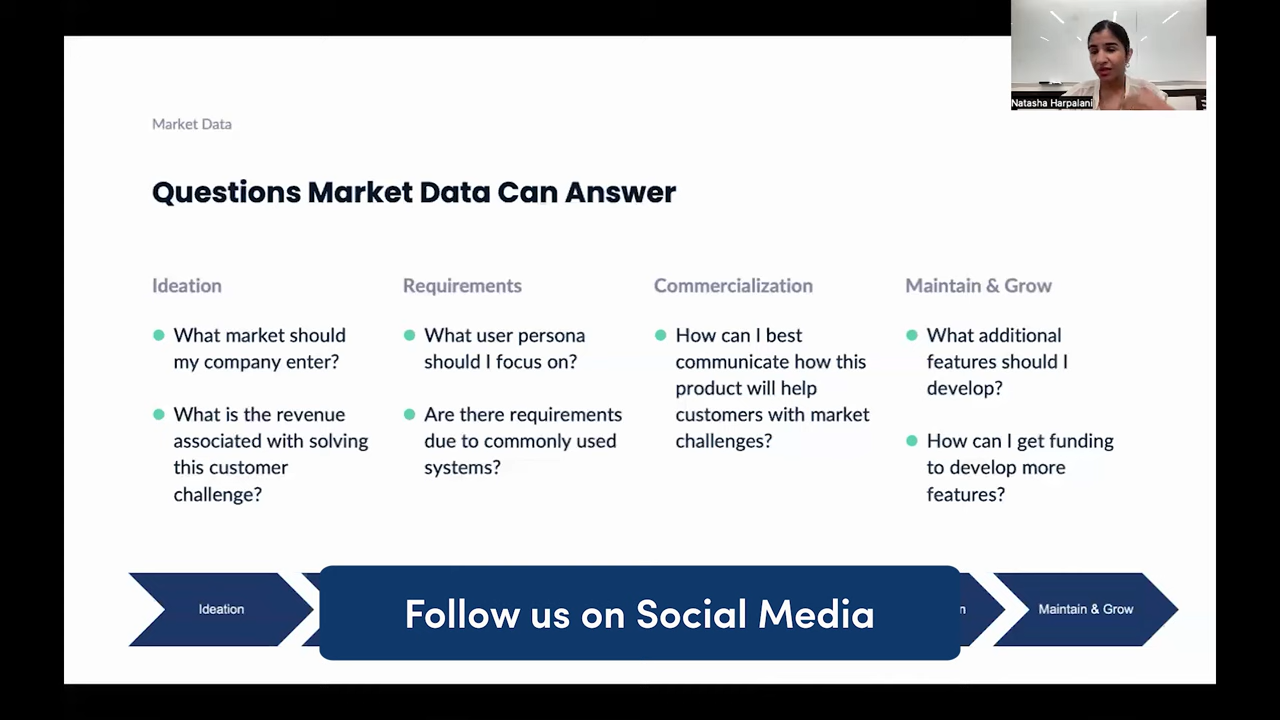 Natasha Harpalani
Market Data
Questions Market Data Can Answer
Ideation
What market should
my company enter?
What is the revenue
associated with solving
this customer
challenge?
Requirements
What user persona
should I focus on?
Are there requirements
due to commonly used
systems?
Commercialization
How can I best
communicate how this
product will help
customers with market
challenges?
Maintain & Grow
What additional
features should I
develop?
How can I get funding
to develop more
features?
Ideation
Follow us on Social Media
n
Maintain & Grow